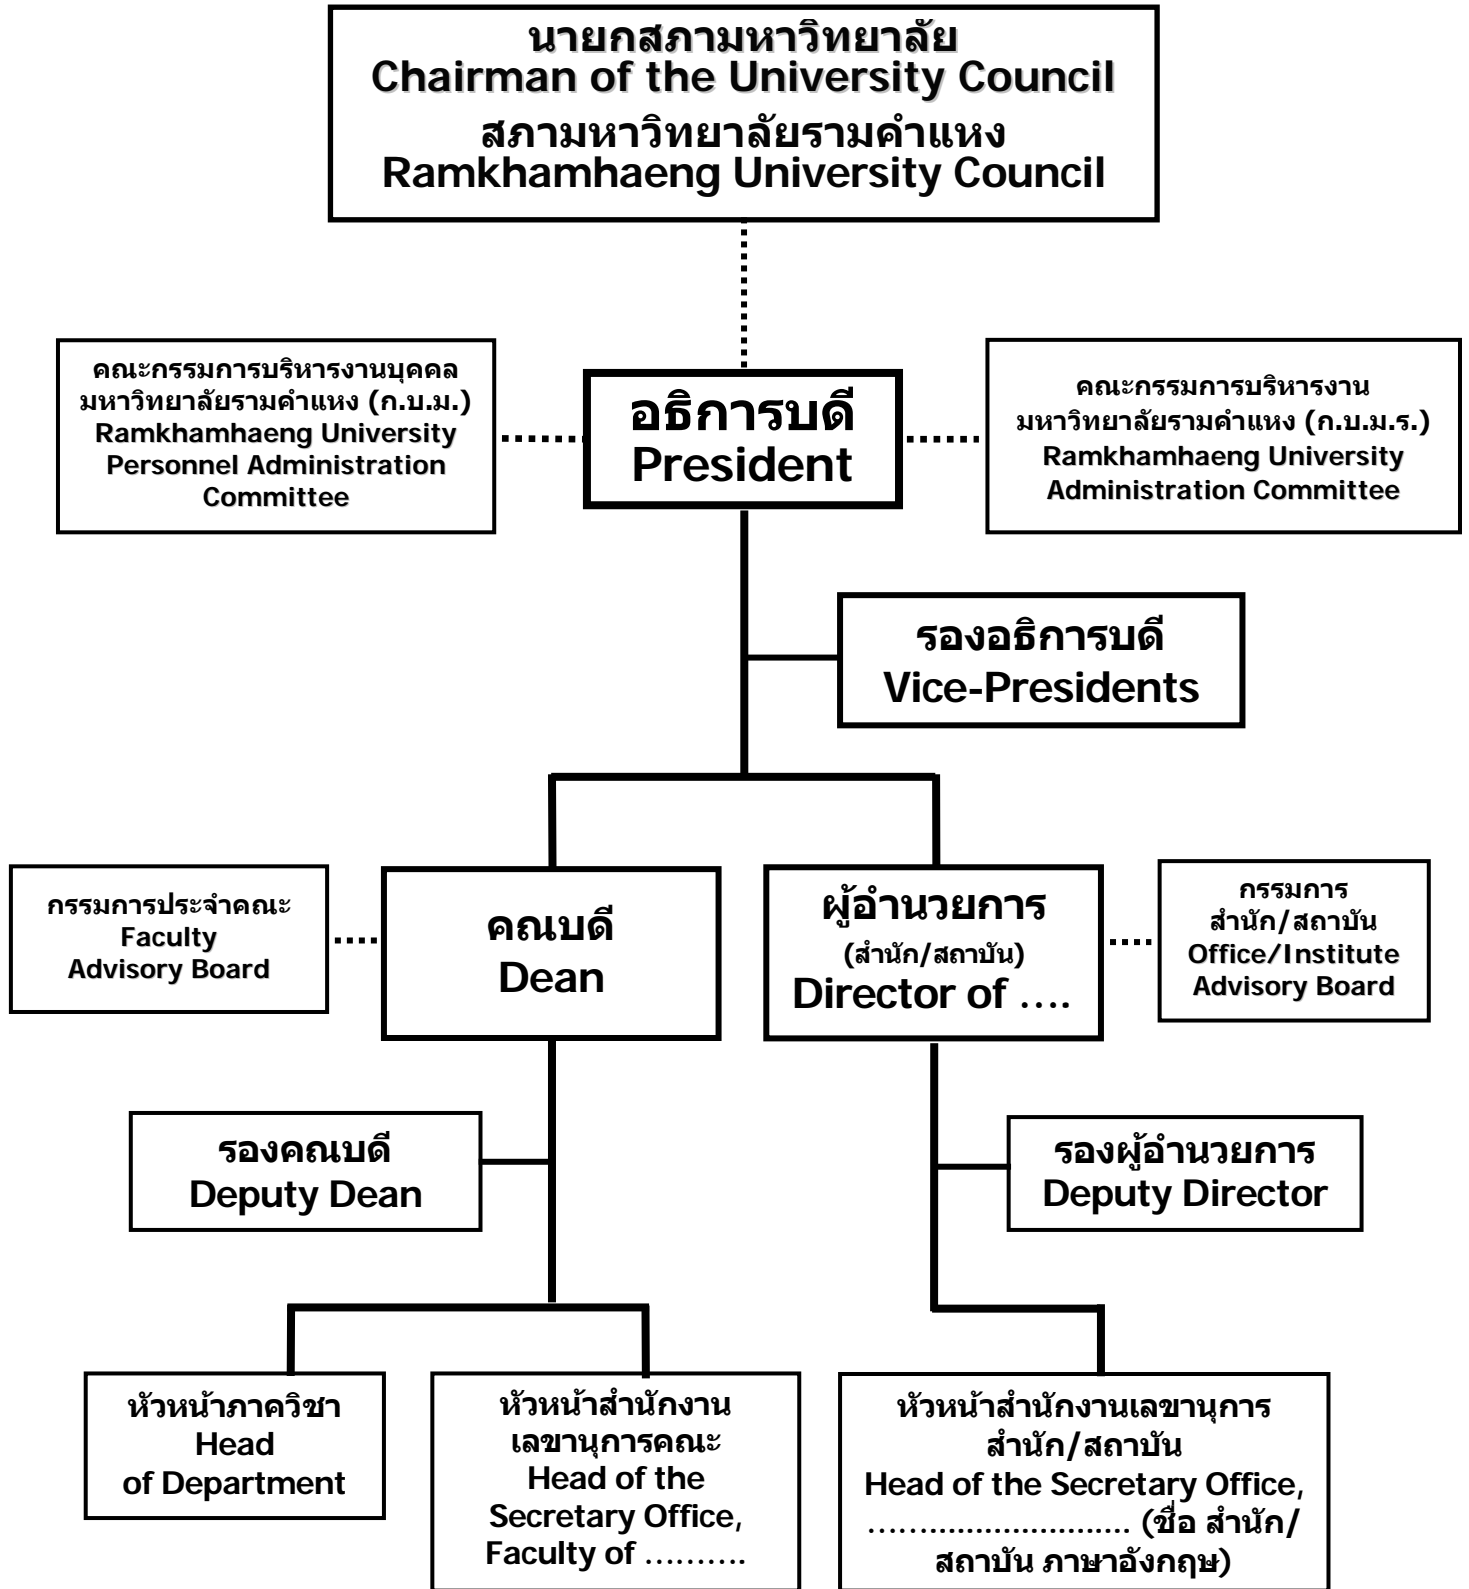 นายกสภามหาวิทยาลัย
Chairman of the University Council
สภามหาวิทยาลัยรามคำแหง
Ramkhamhaeng University Council
คณะกรรมการบริหารงานบุคคล
มหาวิทยาลัยรามคำแหง (ก.บ.ม.)
Ramkhamhaeng University
Personnel Administration
Committee
อธิการบดี
President
คณะกรรมการบริหารงาน
มหาวิทยาลัยรามคำแหง (ก.บ.ม.ร.)
Ramkhamhaeng University
Administration Committee
รองอธิการบดี
Vice-Presidents
กรรมการประจำคณะ
Faculty
Advisory Board
คณบดี
Dean
ผู้อำนวยการ
(สำนัก/สถาบัน)
Director of ....
กรรมการ
สำนัก/สถาบัน
Office/Institute
Advisory Board
รองคณบดี
Deputy Dean
รองผู้อำนวยการ
Deputy Director
หัวหน้าภาควิชา
Head
of Department
หัวหน้าสำนักงาน
เลขานุการคณะ
Head of the
Secretary Office,
Faculty of ..........
หัวหน้าสำนักงานเลขานุการ
สำนัก/สถาบัน
Head of the Secretary Office,
............................ (ชื่อ สำนัก/
สถาบัน ภาษาอังกฤษ)